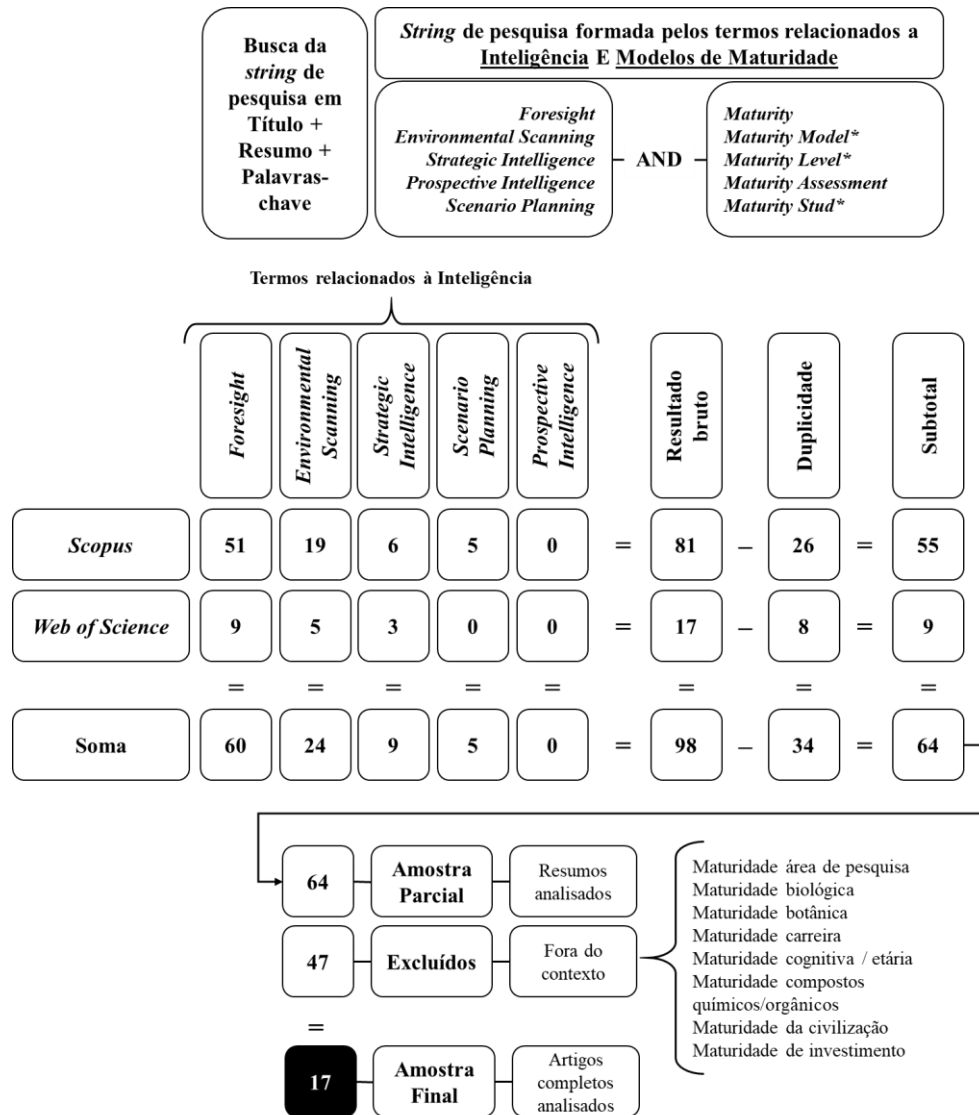 Busca da
string de
pesquisa em
Título +
Resumo +
Palavras-
chave
String de pesquisa formada pelos termos relacionados a
Inteligência E Modelos de Maturidade
Foresight
Environmental Scanning
Strategic Intelligence
Prospective Intelligence
Scenario Planning
AND
Maturity
Maturity Model*
Maturity Level*
Maturity Assessment
Maturity Stud*
Termos relacionados à Inteligência
Foresight
Environmental
Scanning
Strategic
Intelligence
Scenario
Planning
Prospective
Intelligence
Resultado
bruto
Duplicidade
Subtotal
Scopus 51 19 6 5 0 = 81 – 26 = 55
Web of Science 9 5 3 0 0 = 17 – 8 = 9
= = = = = = = =
Soma 60 24 9 5 0 = 98 – 34 = 64
64
Amostra
Parcial
Resumos
analisados
47
Excluídos
Fora do
contexto
Maturidade área de pesquisa
Maturidade biológica
Maturidade botânica
Maturidade carreira
Maturidade cognitiva / etária
Maturidade compostos
químicos/orgânicos
Maturidade da civilização
Maturidade de investimento
=
17
Amostra
Final
Artigos
completos
analisados